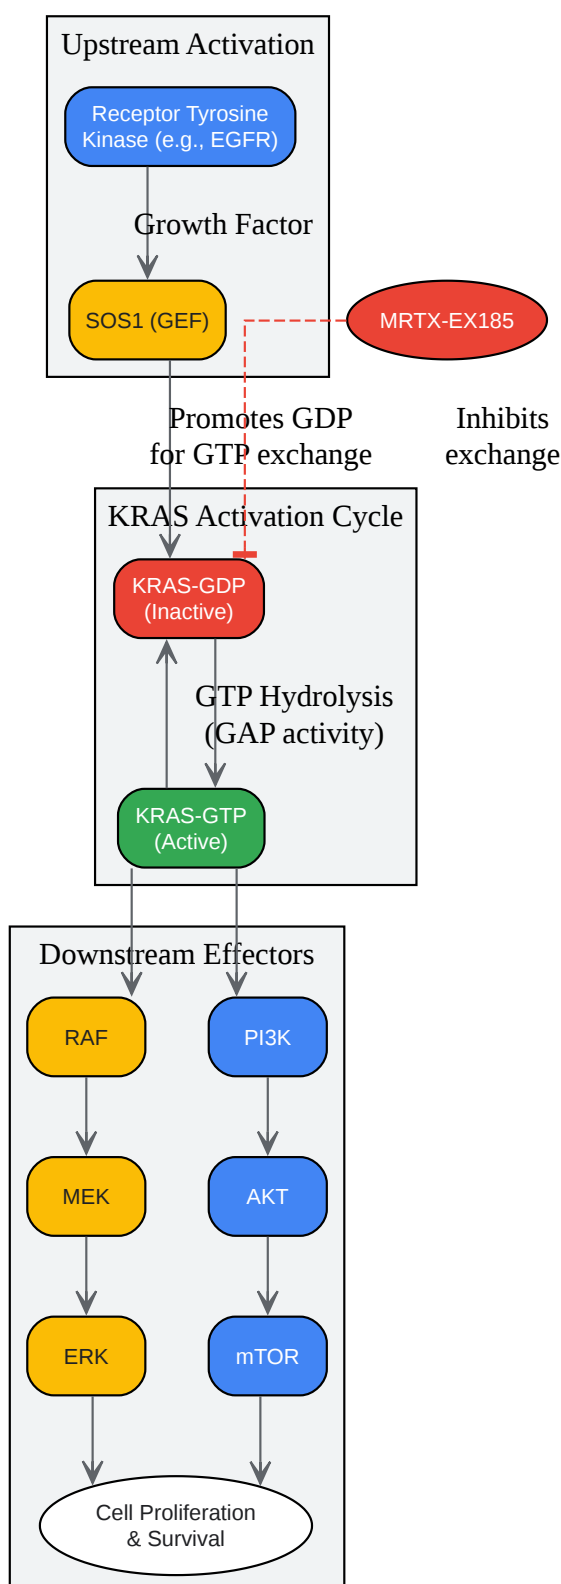 Upstream Activation
Receptor Tyrosine
Kinase (e.g., EGFR)
Growth Factor
SOS1 (GEF)
MRTX-EX185
Promotes GDP
for GTP exchange
Inhibits
exchange
KRAS Activation Cycle
KRAS-GDP
(Inactive)
GTP Hydrolysis
(GAP activity)
KRAS-GTP
(Active)
Downstream Effectors
RAF
PI3K
MEK
AKT
ERK
mTOR
Cell Proliferation
& Survival